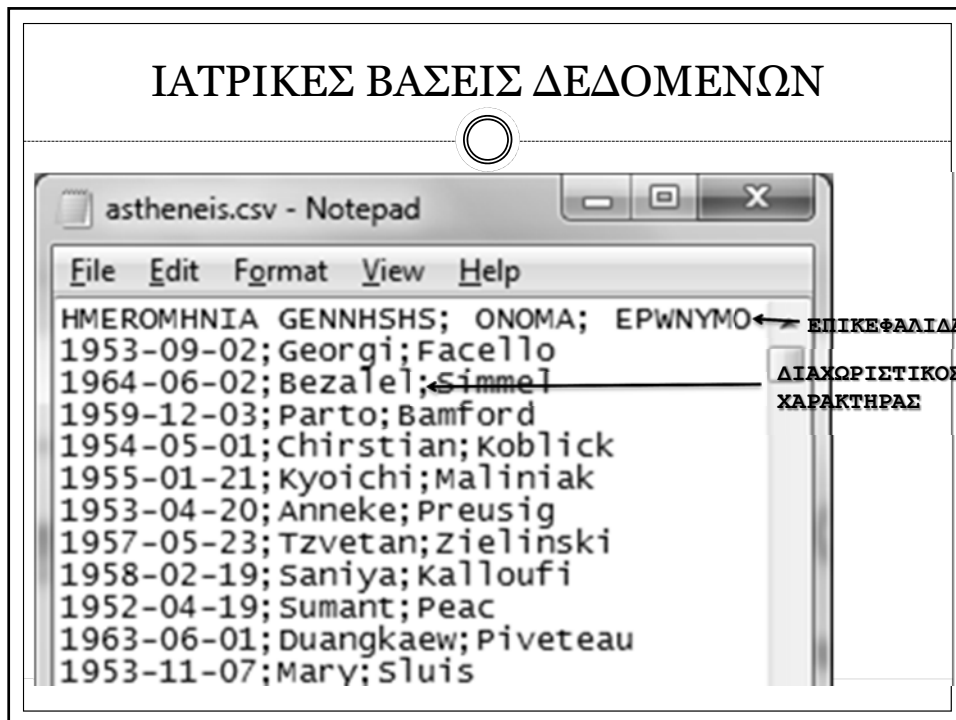 ΙΑΤΡΙΚΕΣ ΒΑΣΕΙΣ ΔΕΔΟΜΕΝΩΝ
astheneis.csv - Notepad
File Edit Format View Help
HMEROMHNIA GENNHSHS; ONOMA; EPWNYMO
ΕΠΙΚΕΦΑΛΙΔΑ
1953-09-02;Georgi;Facello
1964-06-02;Bezalel;Simmel
ΔΙΑΧΩΡΙΣΤΙΚΟΣ
ΧΑΡΑΚΤΗΡΑΣ
1959-12-03;Parto;Bamford
1954-05-01;Chirstian;Koblick
1955-01-21;Kyoichi;Maliniak
1953-04-20;Anneke;Preusig
1957-05-23;Tzvetan;Zielinski
1958-02-19;Saniya;Kalloufi
1952-04-19;Sumant;Peac
1963-06-01;Duangkaew;Piveteau
1953-11-07;Mary;Sluis